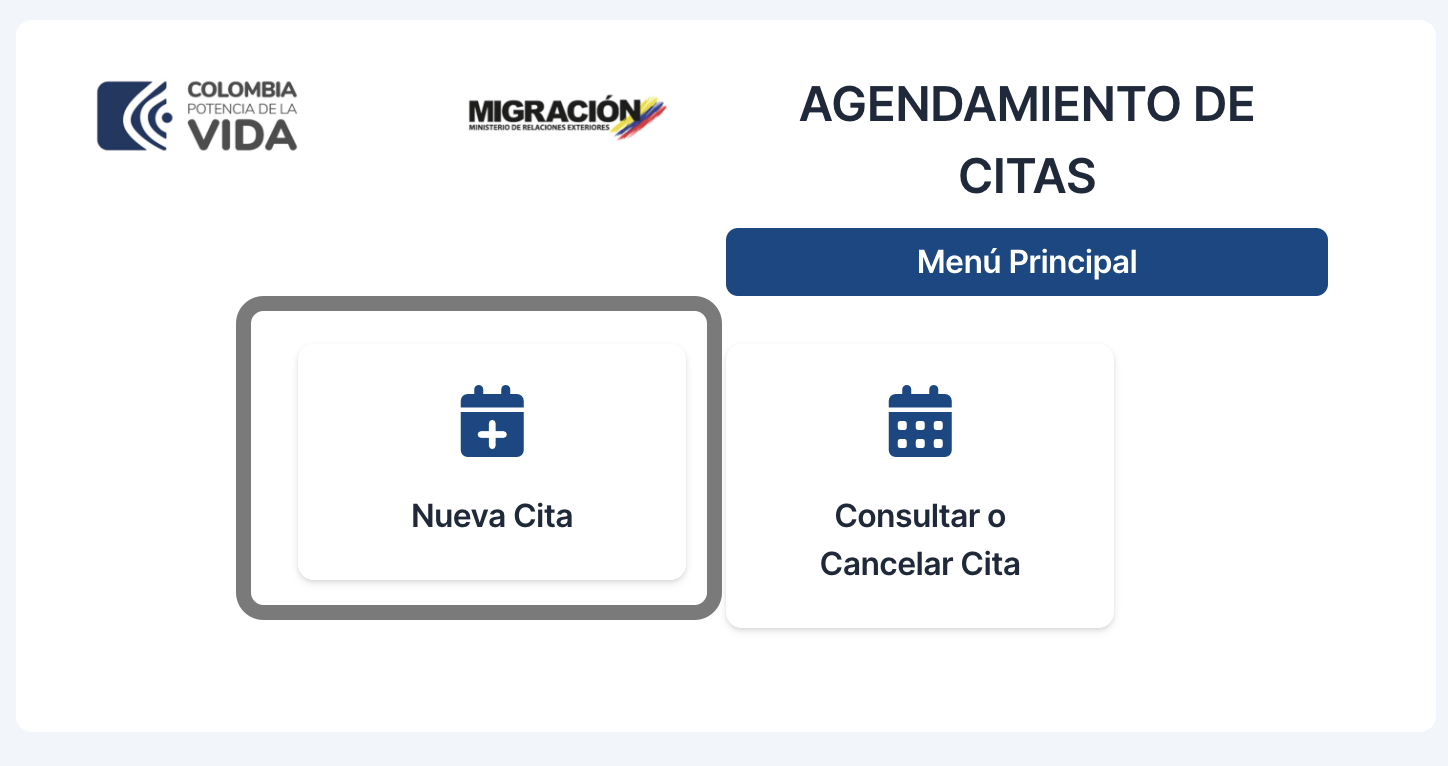 COLOMBIA
POTENCIA DE LA
VIDA
MIGRACIÓN
MINISTERIO DE RELACIONES EXTERIORES
AGENDAMIENTO DE
CITAS
Menú Principal
Nueva Cita
Consultar o
Cancelar Cita